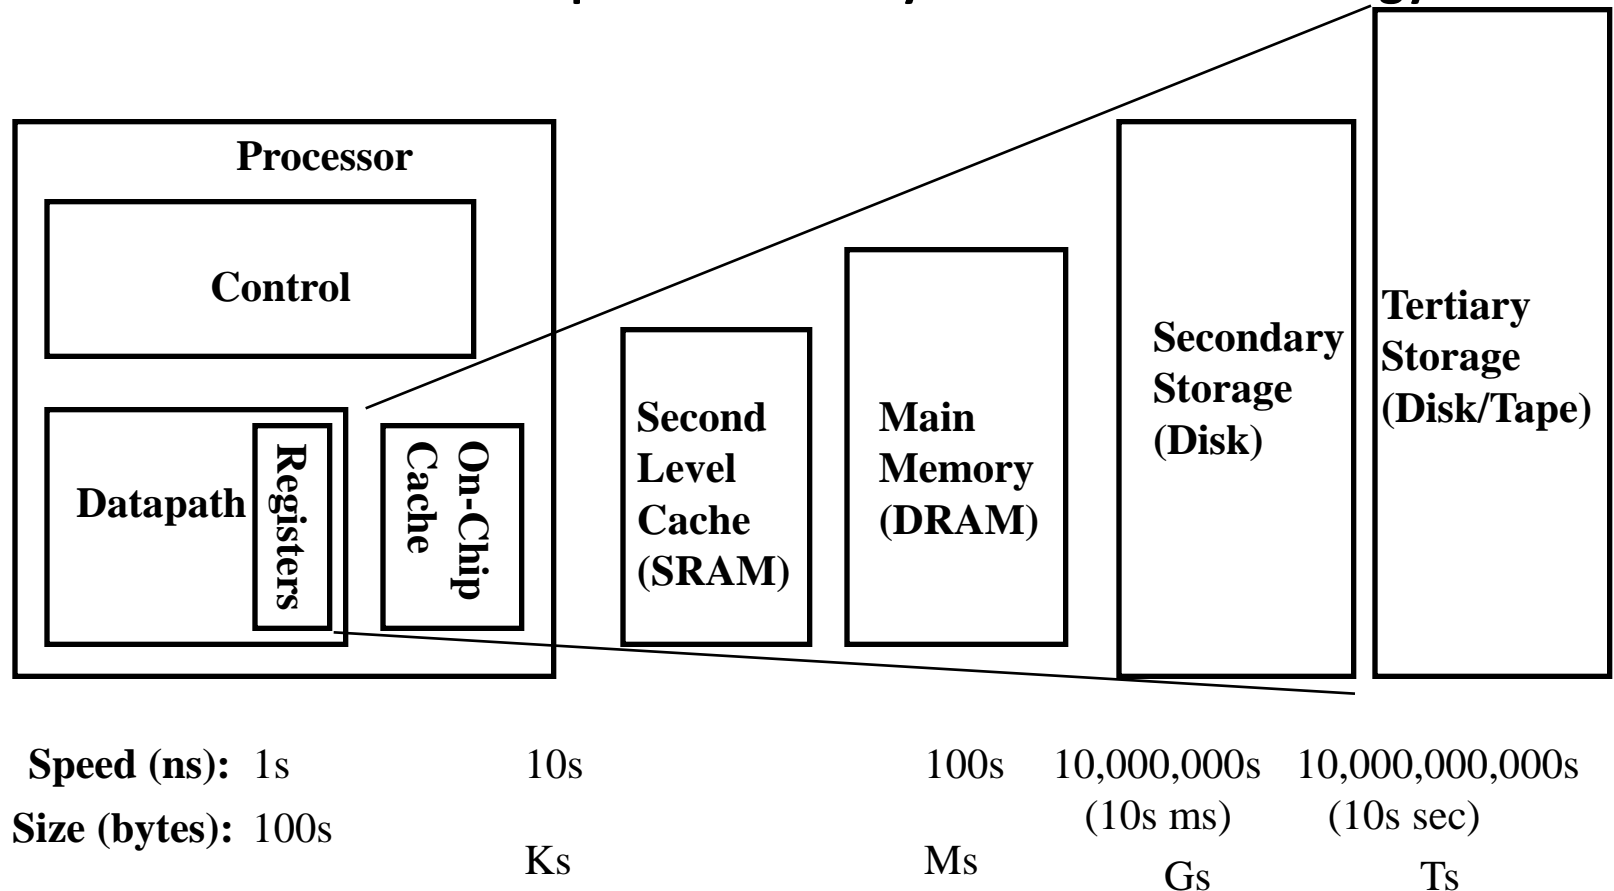 Processor
Control
Datapath
Registers
On-Chip
Cache
Second
Level
Cache
(SRAM)
Main
Memory
(DRAM)
Secondary
Storage
(Disk)
Tertiary
Storage
(Disk/Tape)
Speed (ns): 1s 10s 100s 10,000,000s 10,000,000,000s
(10s ms) (10s sec)
Size (bytes): 100s
Ks Ms Gs Ts